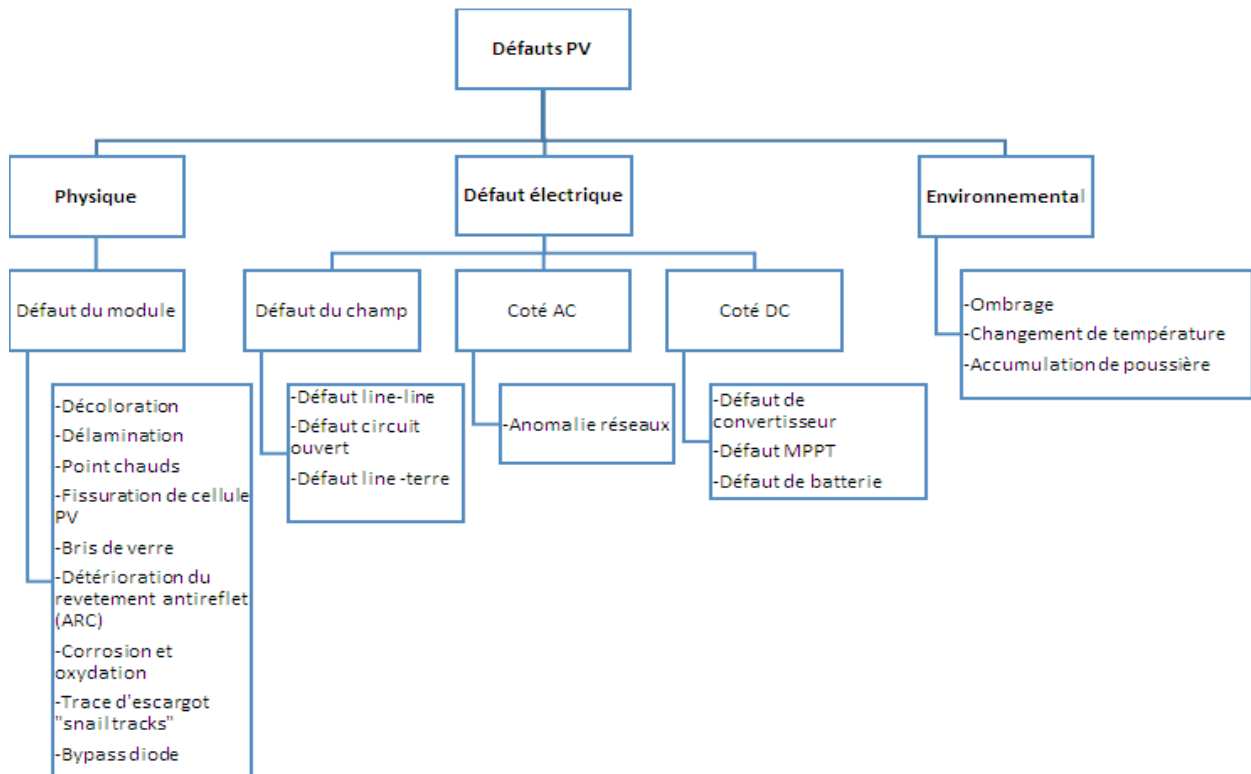 Défauts PV
Physique
Défaut électrique
Environnemental
Défaut du module
Défaut du champ
Coté AC
Coté DC
-Ombrage
-Changement de température
-Accumulation de poussière
-Décoloration
-Délamination
-Point chauds
-Fissuration de cellule
PV
-Bris de verre
-Détérioration du
revetement antireflet
(ARC)
-Corrosion et
oxydation
-Trace d'escargot
"snail tracks"
-Bypass diode
-Défaut line-line
-Défaut circuit
ouvert
-Défaut line -terre
-Anomalie réseaux
-Défaut de
convertisseur
-Défaut MPPT
-Défaut de batterie